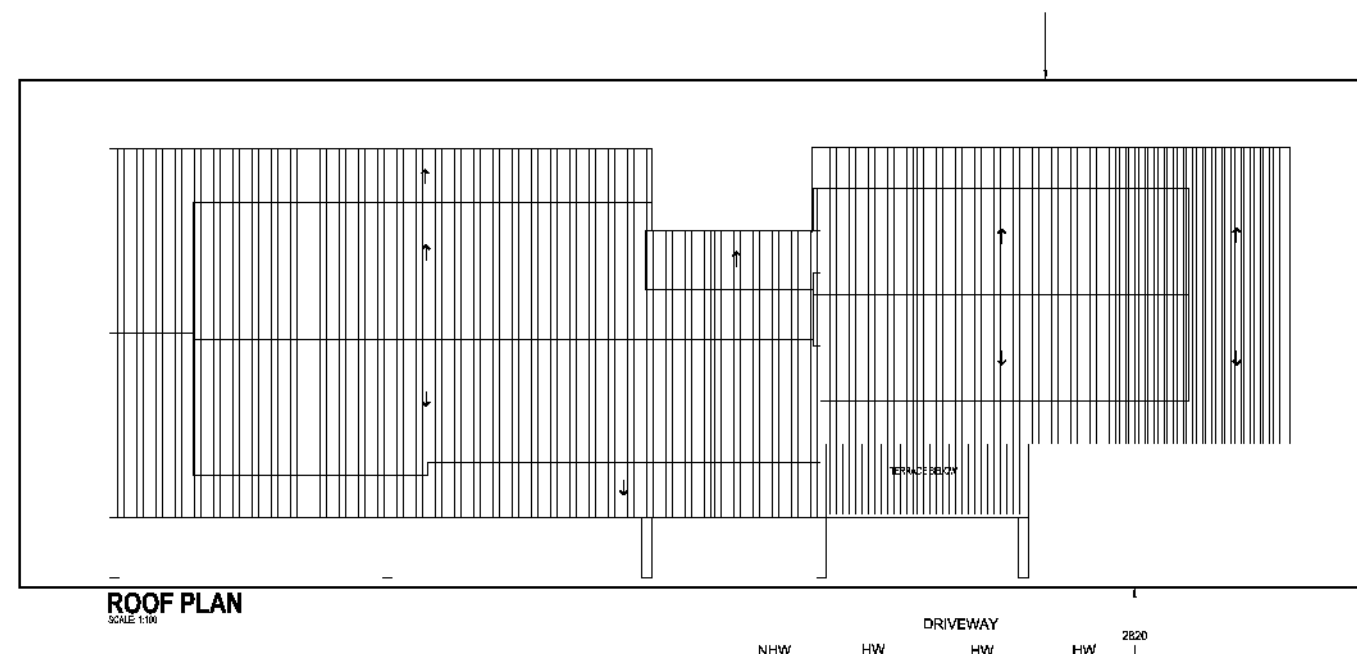 TERRACE BELOW
ROOF PLAN
SCALE 1:100
DRIVEWAY
2820
NHW HW HW HW